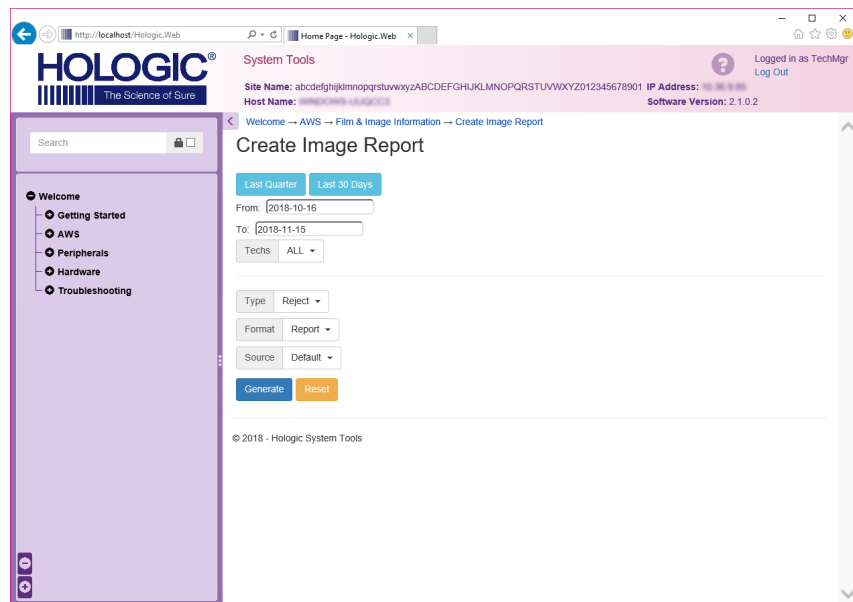 http://localhost/Hologic.Web
Home Page - Hologic.Web
HOLOGIC®
The Science of Sure
System Tools
Logged in as TechMgr
Log Out
Site Name: abcdefghijklmnopqrstuvwxyzABCDEFGHIJKLMNOPQRSTUVWXYZ012345678901 IP Address:
Host Name:
Software Version: 2.1.0.2
Search
Welcome → AWS → Film & Image Information → Create Image Report
Create Image Report
Welcome
Getting Started
AWS
Peripherals
Hardware
Troubleshooting
Last Quarter Last 30 Days
From: 2018-10-16
To: 2018-11-15
Techs ALL
Type Reject
Format Report
Source Default
Generate Reset
© 2018 - Hologic System Tools